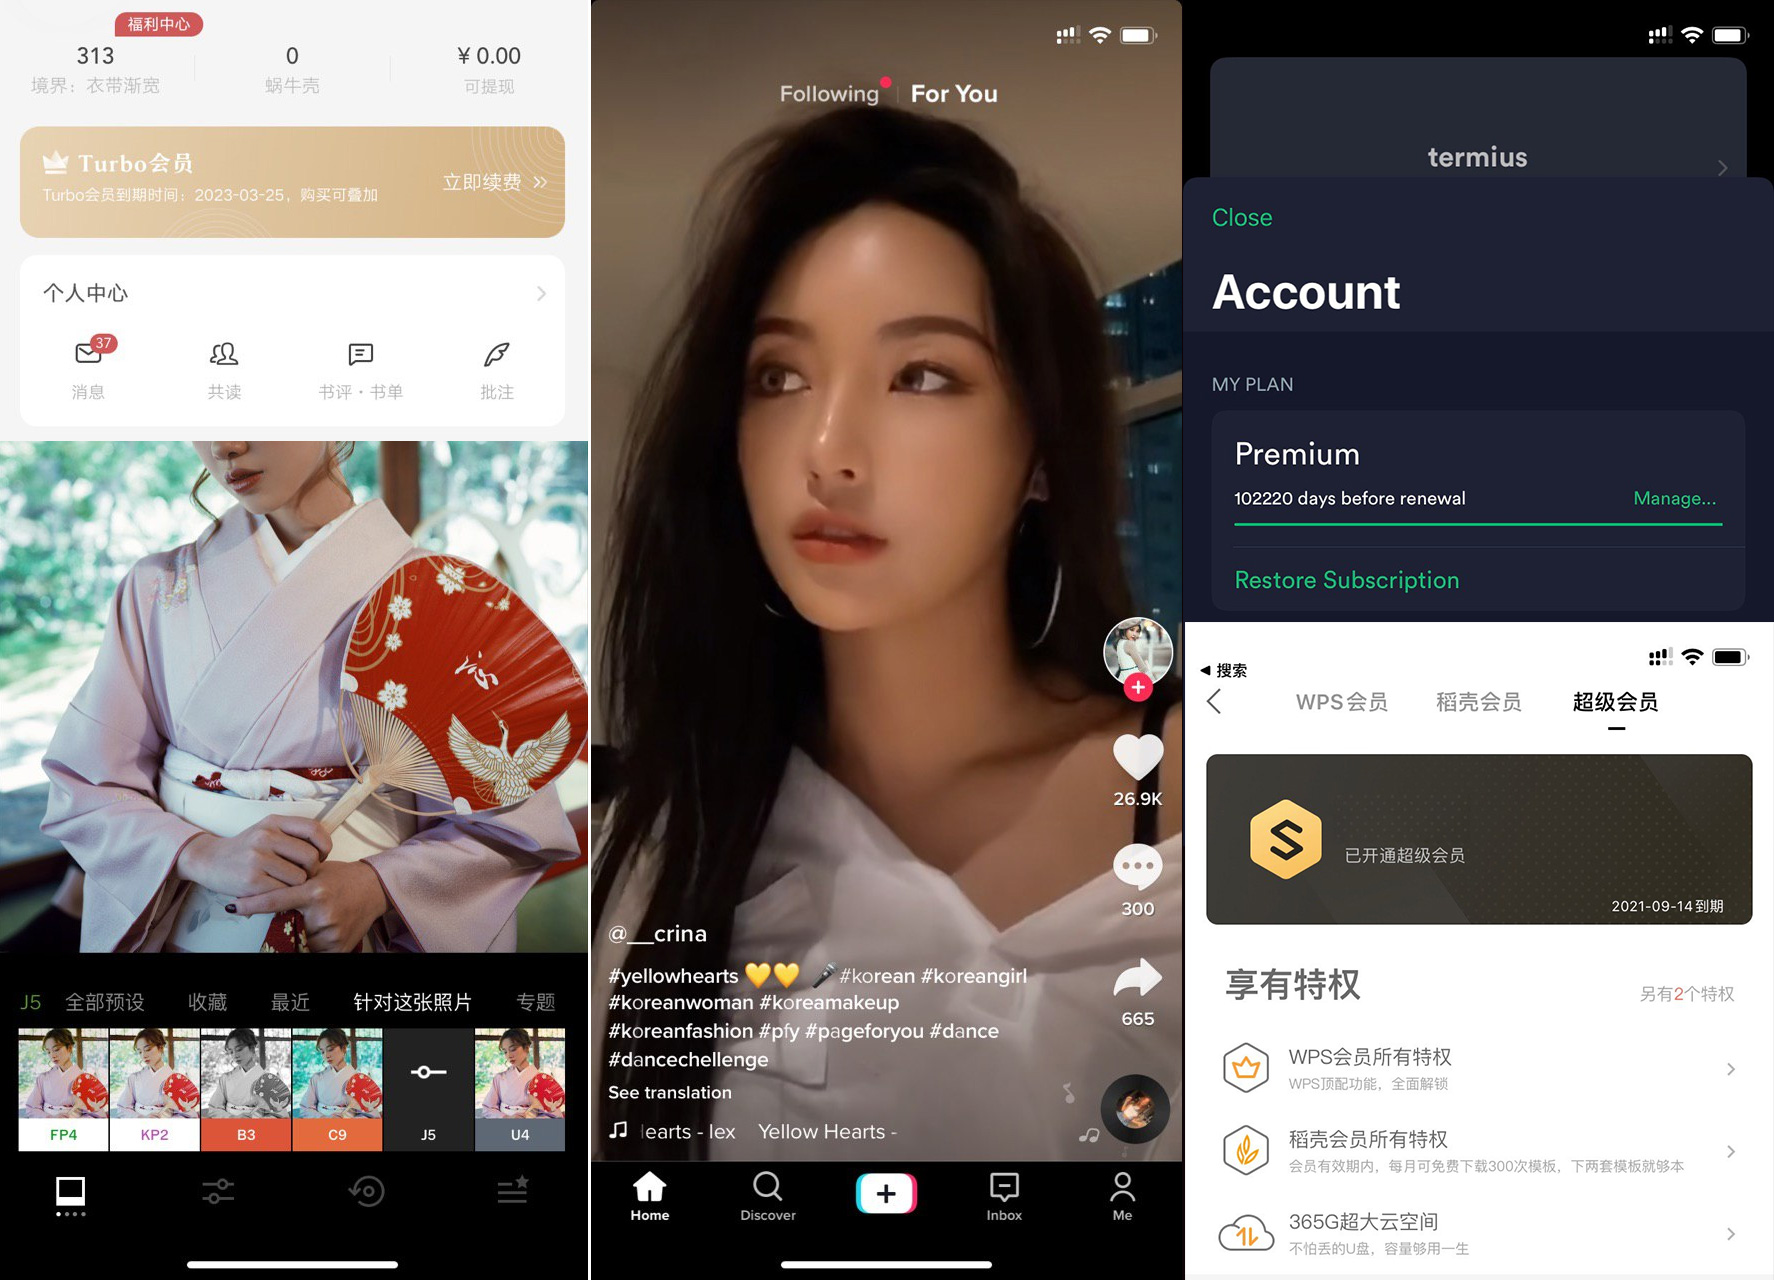 福利中心
313
0
¥ 0.00
境界：衣带渐宽
蜗牛壳
可提现
Turbo会员
Turbo会员到期时间：2023-03-25，购买可叠加
立即续费
个人中心
37
消息
共读
书评・书单
批注
J5
全部预设
收藏
最近
针对这张照片
专题
FP4
KP2
B3
C9
J5
U4
Following
For You
26.9K
300
665
@__crina
#yellowhearts 💛💛 🎤#korean #koreangirl
#koreanwoman #koreamakeup
#koreanfashion #pfy #pageforyou #dance
#dancechellenge
See translation
earts - lex Yellow Hearts -
Home
Discover
Inbox
Me
termius
Close
Account
MY PLAN
Premium
102220 days before renewal
Manage...
Restore Subscription
搜索
WPS会员
稻壳会员
超级会员
已开通超级会员
2021-09-14到期
享有特权
另有2个特权
WPS会员所有特权
WPS顶配功能，全面解锁
稻壳会员所有特权
会员有效期内，每月可免费下载300次模板，下两套模板就够本
365G超大云空间
不怕丢的U盘，容量够用一生